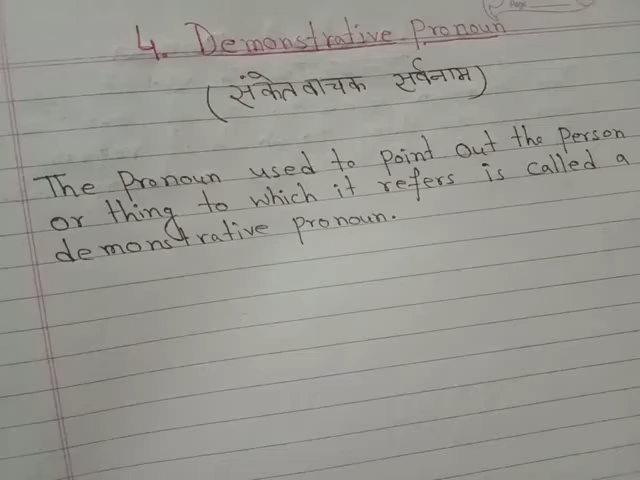 Page
4. Demonstrative Pronoun
(संकेतवाचक सर्वनाम)
The Pronoun used to point out the person
or thing to which it refers is called a
demonstrative pronoun.